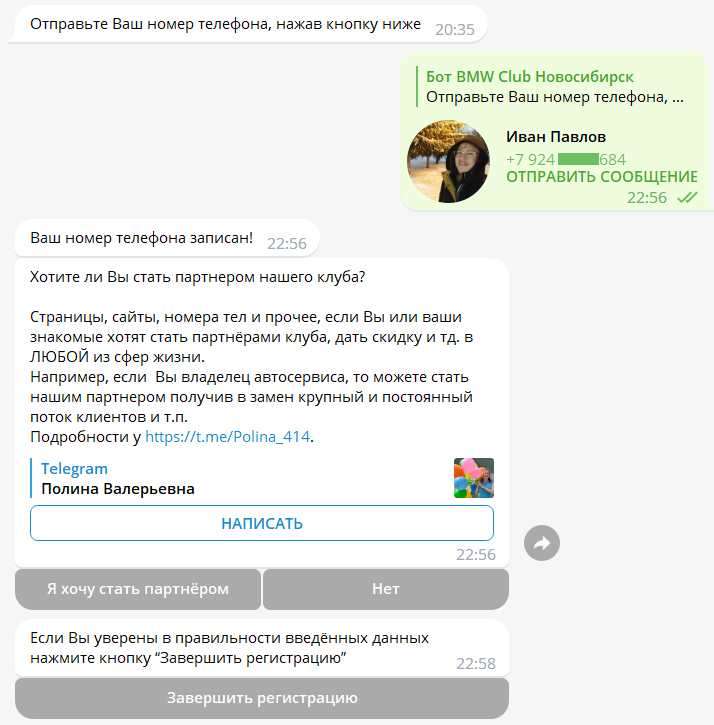 Отправьте Ваш номер телефона, нажав кнопку ниже 20:35
Бот BMW Club Новосибирск
Отправьте Ваш номер телефона, ...
Иван Павлов
+7 924 684
ОТПРАВИТЬ СООБЩЕНИЕ
22:56
Ваш номер телефона записан! 22:56
Хотите ли Вы стать партнером нашего клуба?
Страницы, сайты, номера тел и прочее, если Вы или ваши
знакомые хотят стать партнёрами клуба, дать скидку и тд. в
ЛЮБОЙ из сфер жизни.
Например, если  Вы владелец автосервиса, то можете стать
нашим партнером получив в замен крупный и постоянный
поток клиентов и т.п.
Подробности у https://t.me/Polina_414.
Telegram
Полина Валерьевна
НАПИСАТЬ
22:56
Я хочу стать партнёром Нет
Если Вы уверены в правильности введённых данных
нажмите кнопку “Завершить регистрацию” 22:58
Завершить регистрацию